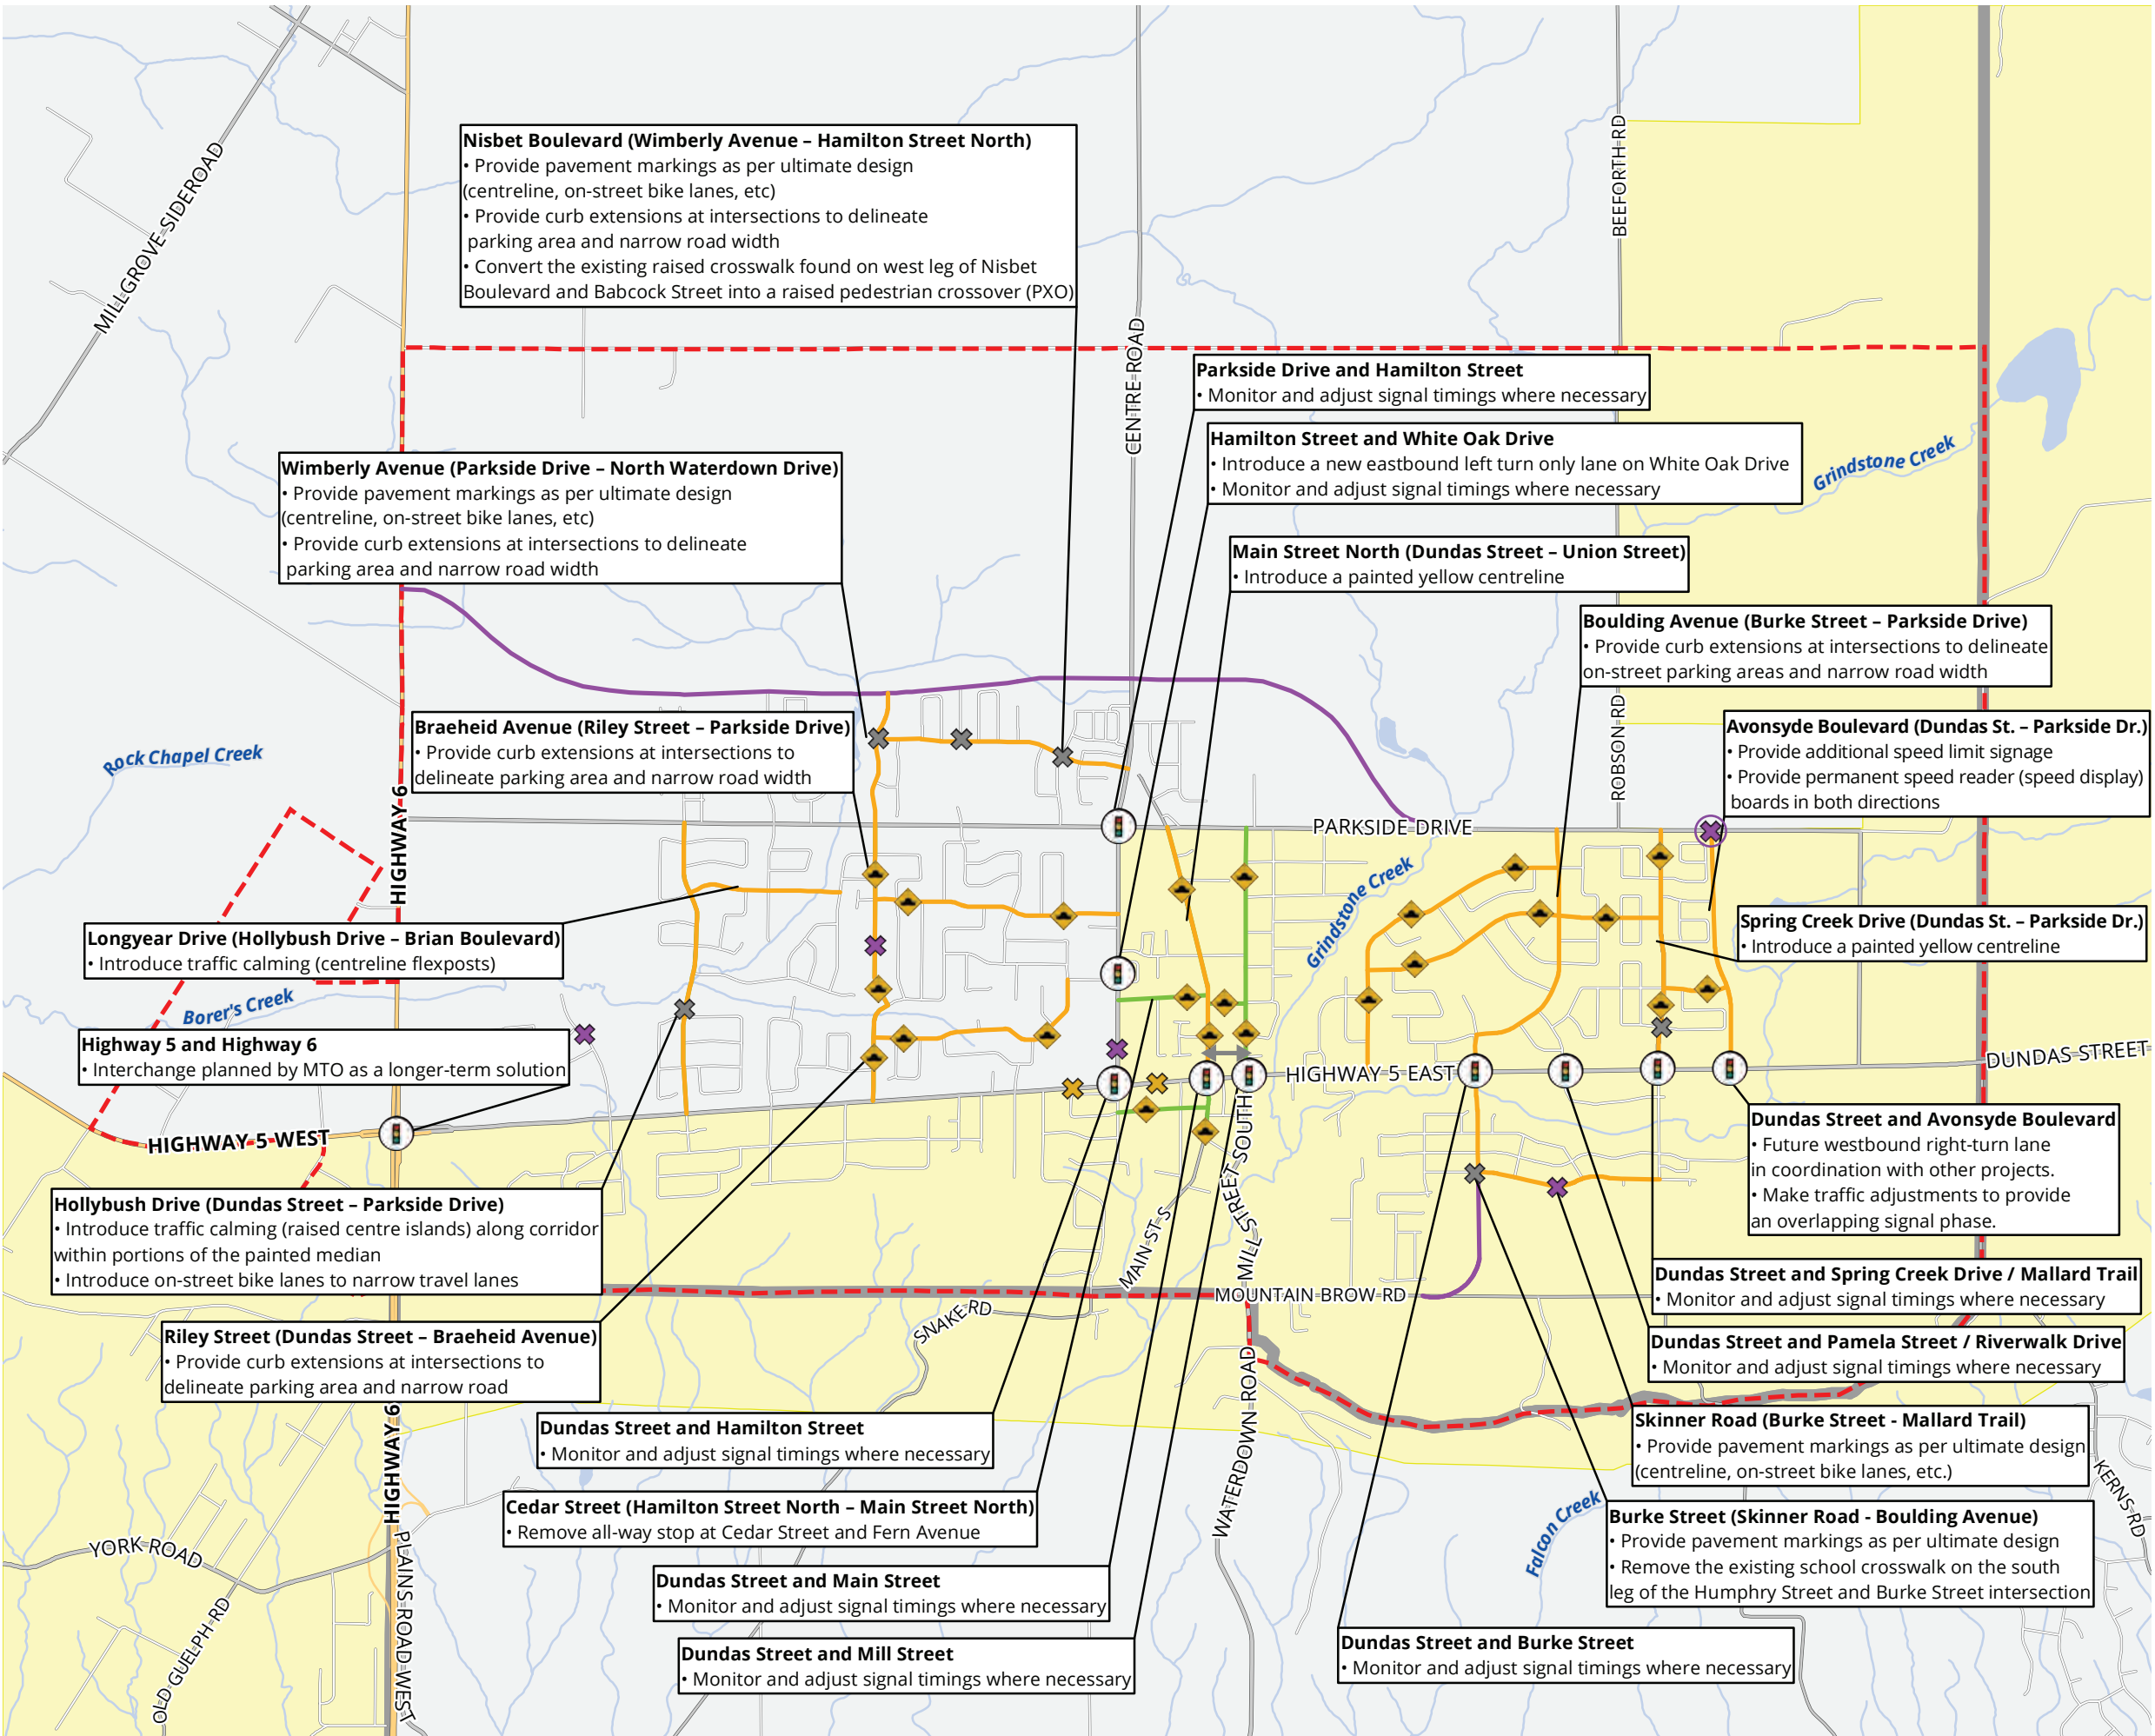 MILLGROVE SIDEROAD
BEEFORTH RD
Nisbet Boulevard (Wimberly Avenue – Hamilton Street North)
• Provide pavement markings as per ultimate design
(centreline, on-street bike lanes, etc)
• Provide curb extensions at intersections to delineate
parking area and narrow road width
• Convert the existing raised crosswalk found on west leg of Nisbet
Boulevard and Babcock Street into a raised pedestrian crossover (PXO)
CENTRE ROAD
Parkside Drive and Hamilton Street
• Monitor and adjust signal timings where necessary
Hamilton Street and White Oak Drive
• Introduce a new eastbound left turn only lane on White Oak Drive
• Monitor and adjust signal timings where necessary
Grindstone Creek
Wimberly Avenue (Parkside Drive – North Waterdown Drive)
• Provide pavement markings as per ultimate design
(centreline, on-street bike lanes, etc)
• Provide curb extensions at intersections to delineate
parking area and narrow road width
Main Street North (Dundas Street – Union Street)
• Introduce a painted yellow centreline
Boulding Avenue (Burke Street – Parkside Drive)
• Provide curb extensions at intersections to delineate
on-street parking areas and narrow road width
ROBSON RD
Braeheid Avenue (Riley Street – Parkside Drive)
• Provide curb extensions at intersections to
delineate parking area and narrow road width
Avonsyde Boulevard (Dundas St. – Parkside Dr.)
• Provide additional speed limit signage
• Provide permanent speed reader (speed display)
boards in both directions
Rock Chapel Creek
HIGHWAY 6
PARKSIDE DRIVE
Grindstone Creek
Longyear Drive (Hollybush Drive – Brian Boulevard)
• Introduce traffic calming (centreline flexposts)
Spring Creek Drive (Dundas St. – Parkside Dr.)
• Introduce a painted yellow centreline
Borer's Creek
Highway 5 and Highway 6
• Interchange planned by MTO as a longer-term solution
HIGHWAY 5 EAST
DUNDAS STREET
HIGHWAY 5 WEST
Dundas Street and Avonsyde Boulevard
• Future westbound right-turn lane
in coordination with other projects.
• Make traffic adjustments to provide
an overlapping signal phase.
Hollybush Drive (Dundas Street – Parkside Drive)
• Introduce traffic calming (raised centre islands) along corridor
within portions of the painted median
• Introduce on-street bike lanes to narrow travel lanes
MAIN ST S
MILL STREET SOUTH
MOUNTAIN BROW RD
Dundas Street and Spring Creek Drive / Mallard Trail
• Monitor and adjust signal timings where necessary
SNAKE RD
Riley Street (Dundas Street – Braeheid Avenue)
• Provide curb extensions at intersections to
delineate parking area and narrow road
Dundas Street and Pamela Street / Riverwalk Drive
• Monitor and adjust signal timings where necessary
WATERDOWN ROAD
HIGHWAY 6
Dundas Street and Hamilton Street
• Monitor and adjust signal timings where necessary
Skinner Road (Burke Street - Mallard Trail)
• Provide pavement markings as per ultimate design
(centreline, on-street bike lanes, etc.)
KERNS RD
Cedar Street (Hamilton Street North – Main Street North)
• Remove all-way stop at Cedar Street and Fern Avenue
Falcon Creek
Burke Street (Skinner Road - Boulding Avenue)
• Provide pavement markings as per ultimate design
• Remove the existing school crosswalk on the south
leg of the Humphry Street and Burke Street intersection
YORK ROAD
PLAINS ROAD WEST
OLD GUELPH RD
Dundas Street and Main Street
• Monitor and adjust signal timings where necessary
Dundas Street and Mill Street
• Monitor and adjust signal timings where necessary
Dundas Street and Burke Street
• Monitor and adjust signal timings where necessary